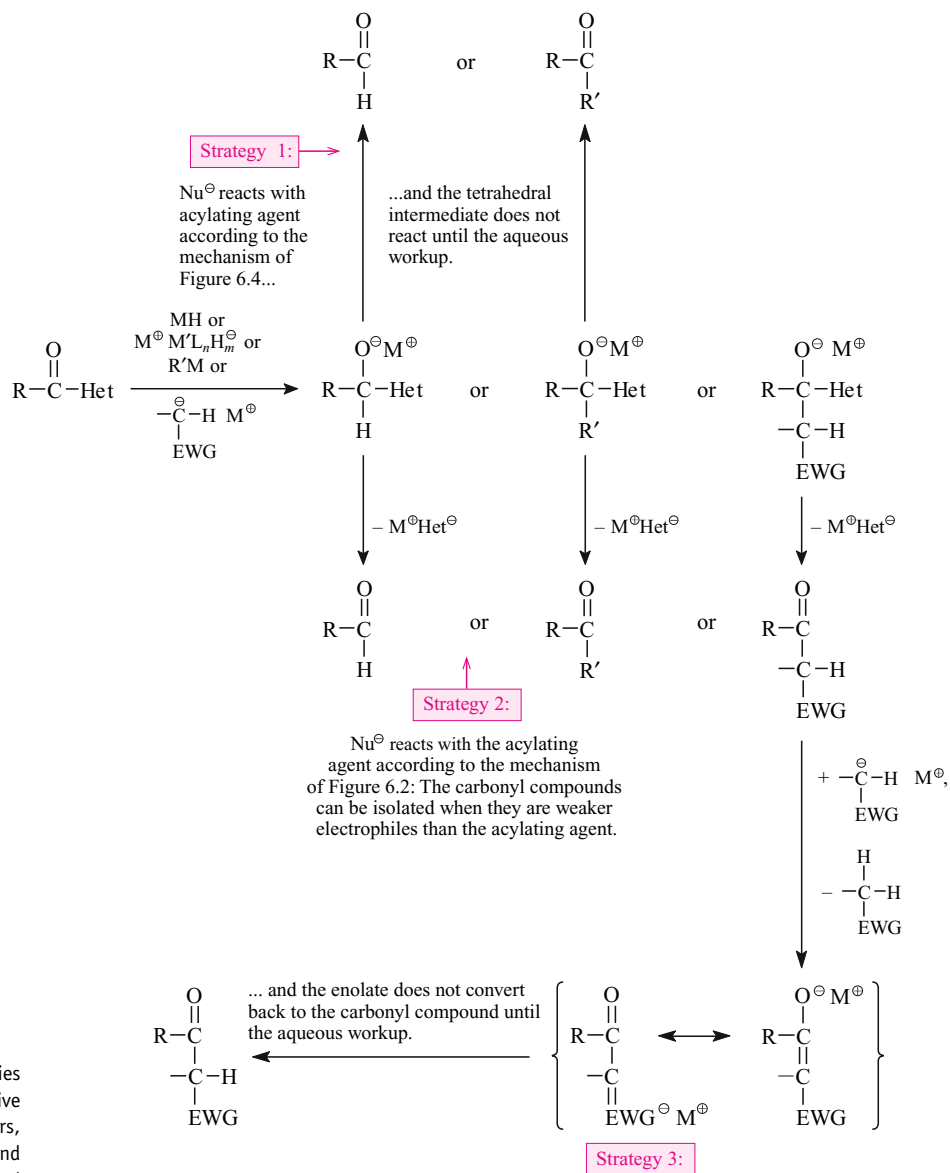 O
R—C
H
or
O
R—C
R′
Strategy 1:
Nu⊖ reacts with
acylating agent
according to the
mechanism of
Figure 6.4...
...and the tetrahedral
intermediate does not
react until the aqueous
workup.
O
R—C—Het
MH or
M⊕ M′LnHm⊖ or
R′M or
⊖
—C—H M⊕
EWG
O⊖M⊕
R—C—Het
H
or
O⊖M⊕
R—C—Het
R′
or
O⊖ M⊕
R—C—Het
—C—H
EWG
– M⊕Het⊖
– M⊕Het⊖
– M⊕Het⊖
O
R—C
H
or
O
R—C
R′
or
O
R—C
—C—H
EWG
Strategy 2:
Nu⊖ reacts with the acylating
agent according to the mechanism
of Figure 6.2: The carbonyl compounds
can be isolated when they are weaker
electrophiles than the acylating agent.
⊖
+ —C—H M⊕,
EWG
H
– —C—H
EWG
O
R—C
—C—H
EWG
... and the enolate does not convert
back to the carbonyl compound until
the aqueous workup.
O
R—C
—C
EWG⊖ M⊕
O⊖ M⊕
R—C
—C
EWG
Strategy 3:
ies
ive
rs,
nd